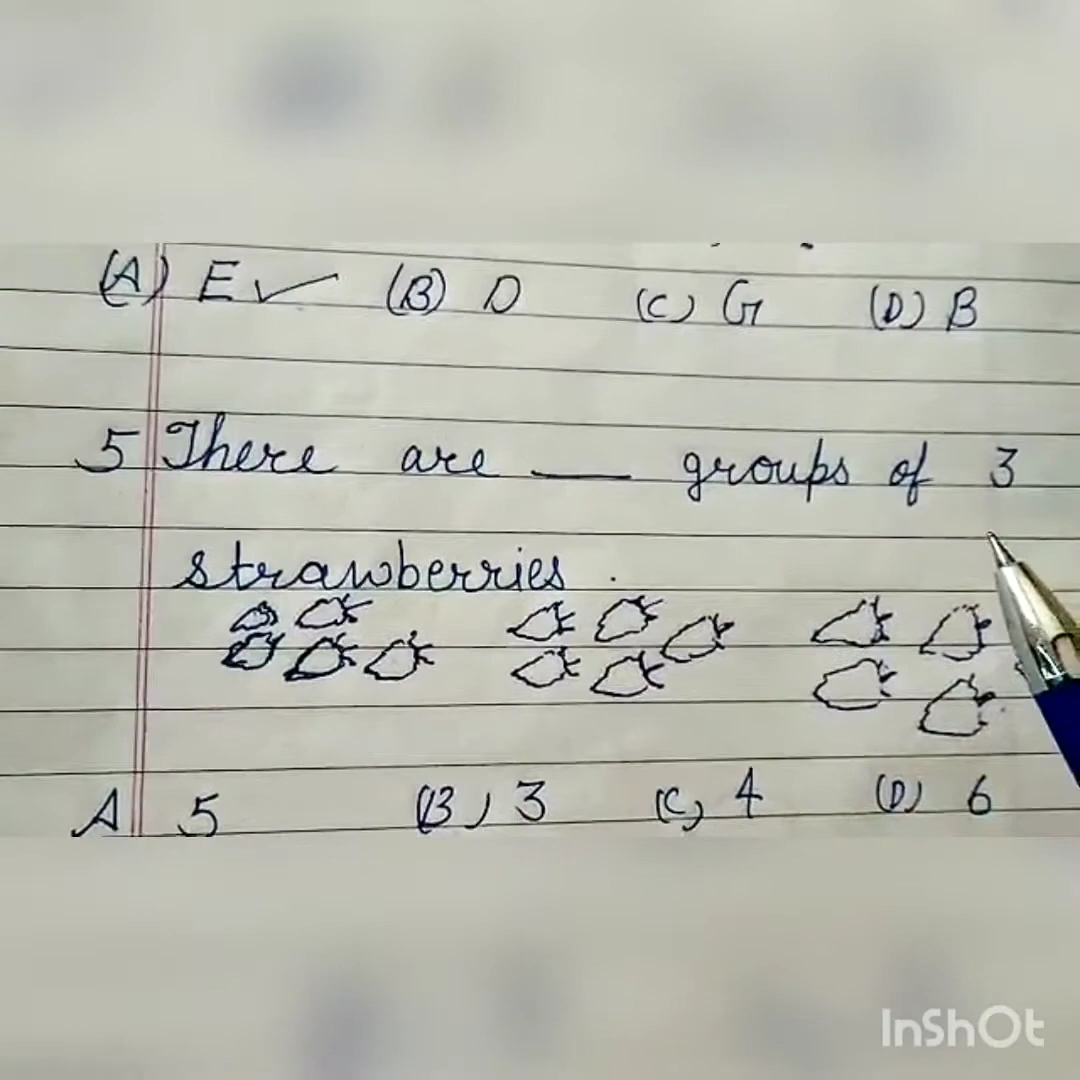 (A) E ✓ (B) D (C) G (D) B
5 There are ___ groups of 3
strawberries.
A 5 (B) 3 (C) 4 (D) 6
InShOt